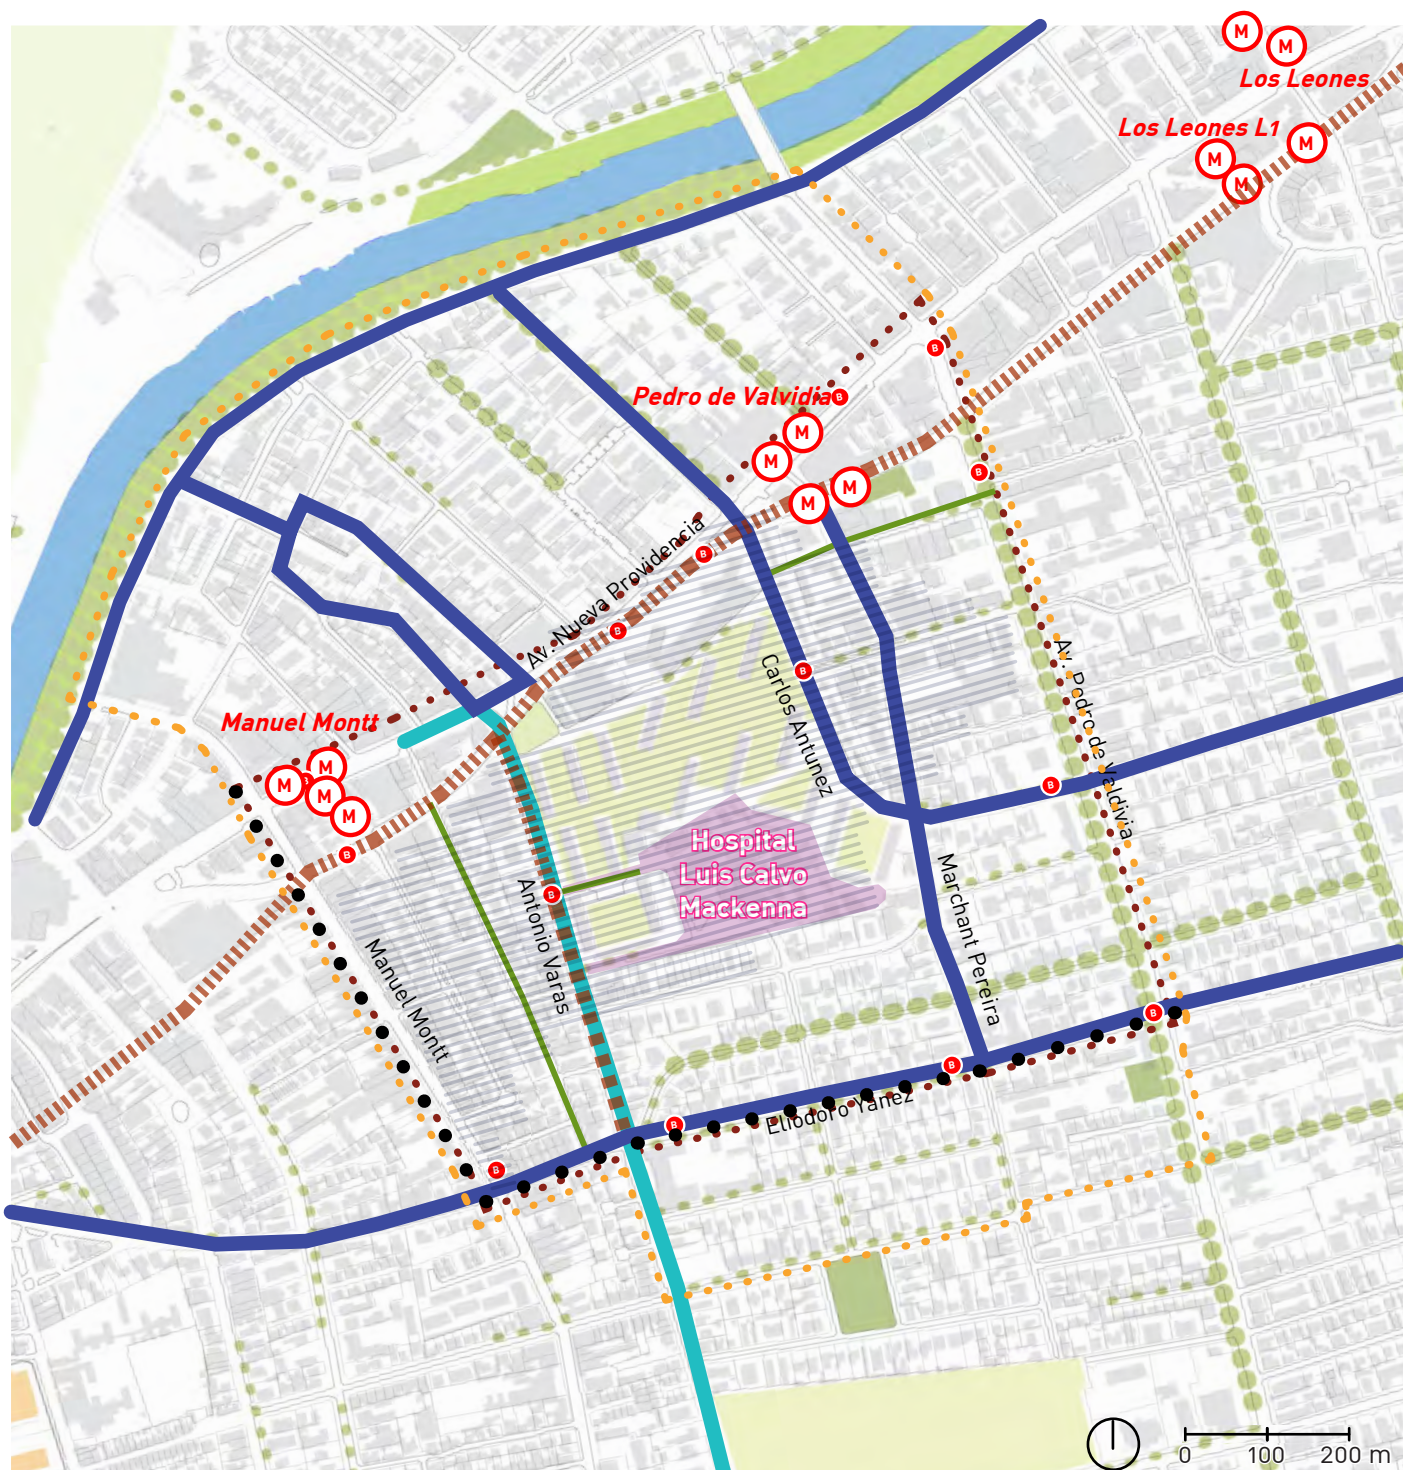 M
M
Los Leones
Los Leones L1
M
M
M
B
Pedro de Valvidia
B
M
M
B
M
M
Av. Nueva Providencia
B
B
Av. Pedro de Valdivia
Carlos Antunez
B
Manuel Montt
M
B
M
M
M
B
B
Hospital
Luis Calvo
Mackenna
B
Antonio Varas
Marchant Pereira
Manuel Montt
B
B
B
Eliodoro Yañez
B
0 100 200 m